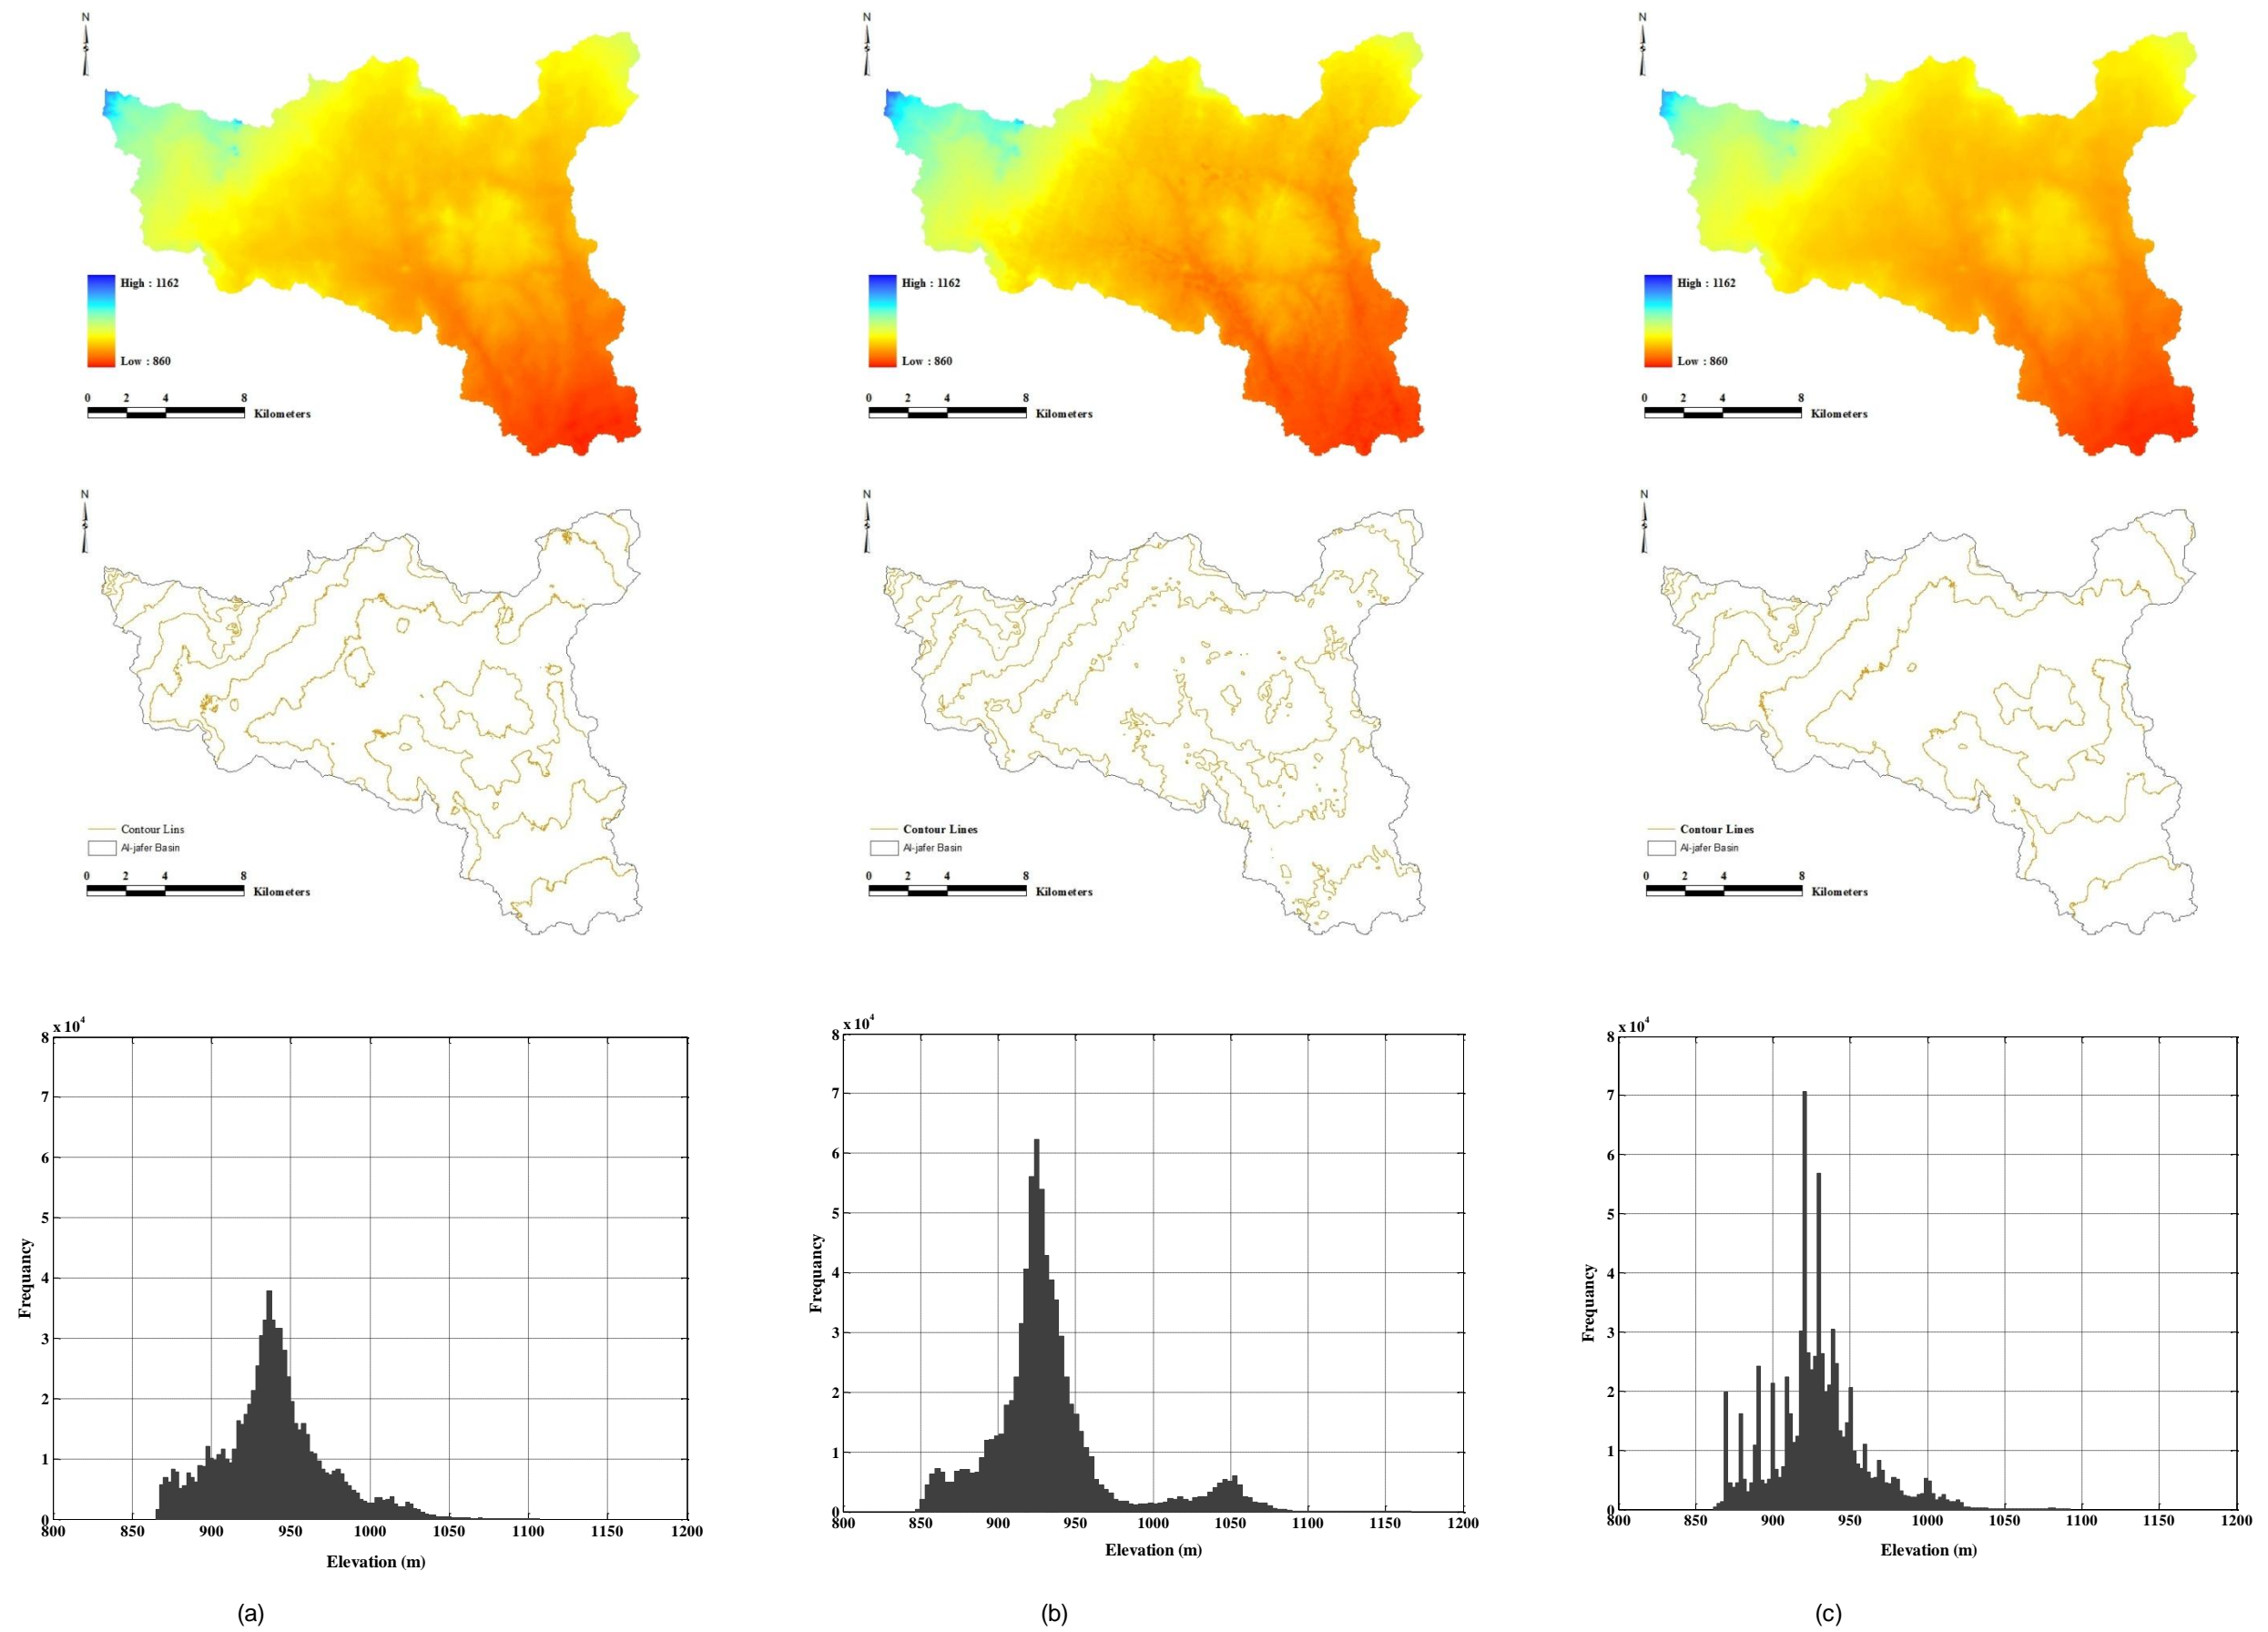 N N N
High : 1162 High : 1162 High : 1162
Low : 860 Low : 860 Low : 860
0 2 4 8 0 2 4 8 0 2 4 8
Kilometers Kilometers Kilometers
N N N
Contour Lins Contour Lines Contour Lines
Al-jafer Basin Al-jafer Basin Al-jafer Basin
0 2 4 8 0 2 4 8 0 2 4 8
Kilometers Kilometers Kilometers
x 10^4
8
7
6
5
4
3
2
1
0
Frequancy
800 850 900 950 1000 1050 1100 1150 1200
Elevation (m)
x 10^4
8
7
6
5
4
3
2
1
0
Frequancy
800 850 900 950 1000 1050 1100 1150 1200
Elevation (m)
x 10^4
8
7
6
5
4
3
2
1
0
Frequancy
800 850 900 950 1000 1050 1100 1150 1200
Elevation (m)
(a) (b) (c)